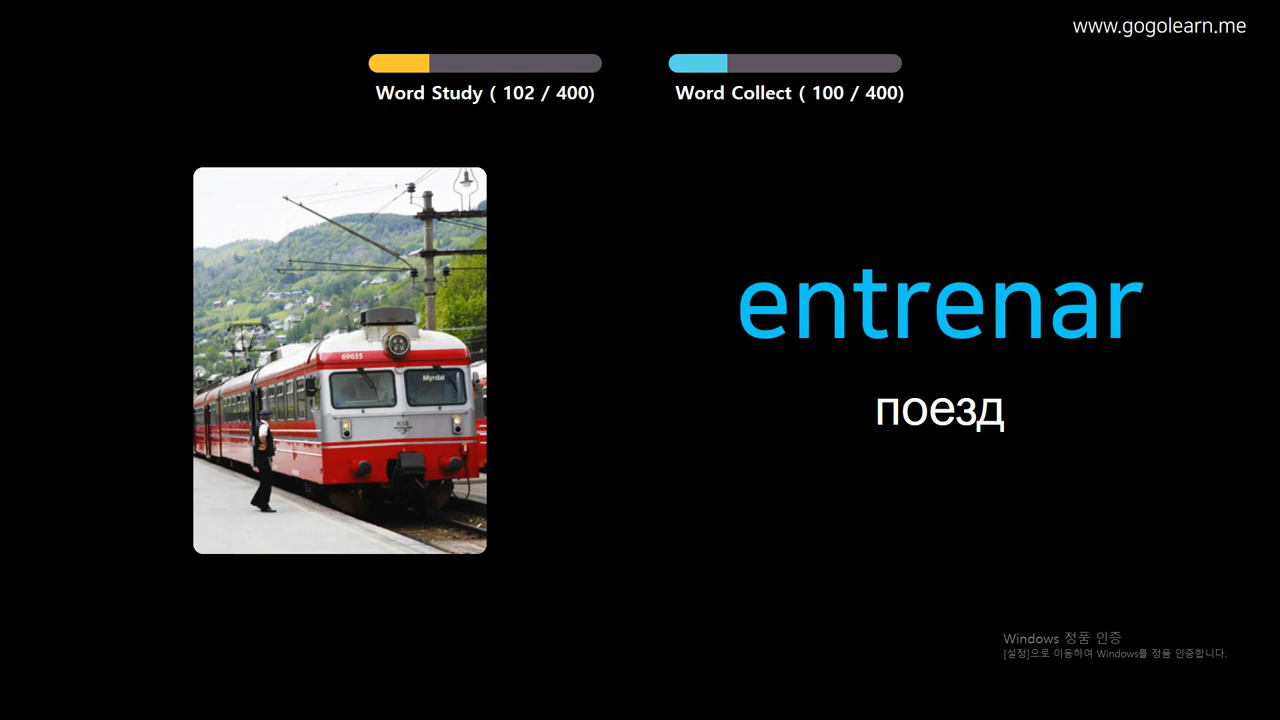 www.gogolearn.me
Word Study ( 102 / 400)
Word Collect ( 100 / 400)
69635
Myrdal
NSB
entrenar
поезд
Windows 정품 인증
[설정]으로 이동하여 Windows를 정품 인증합니다.